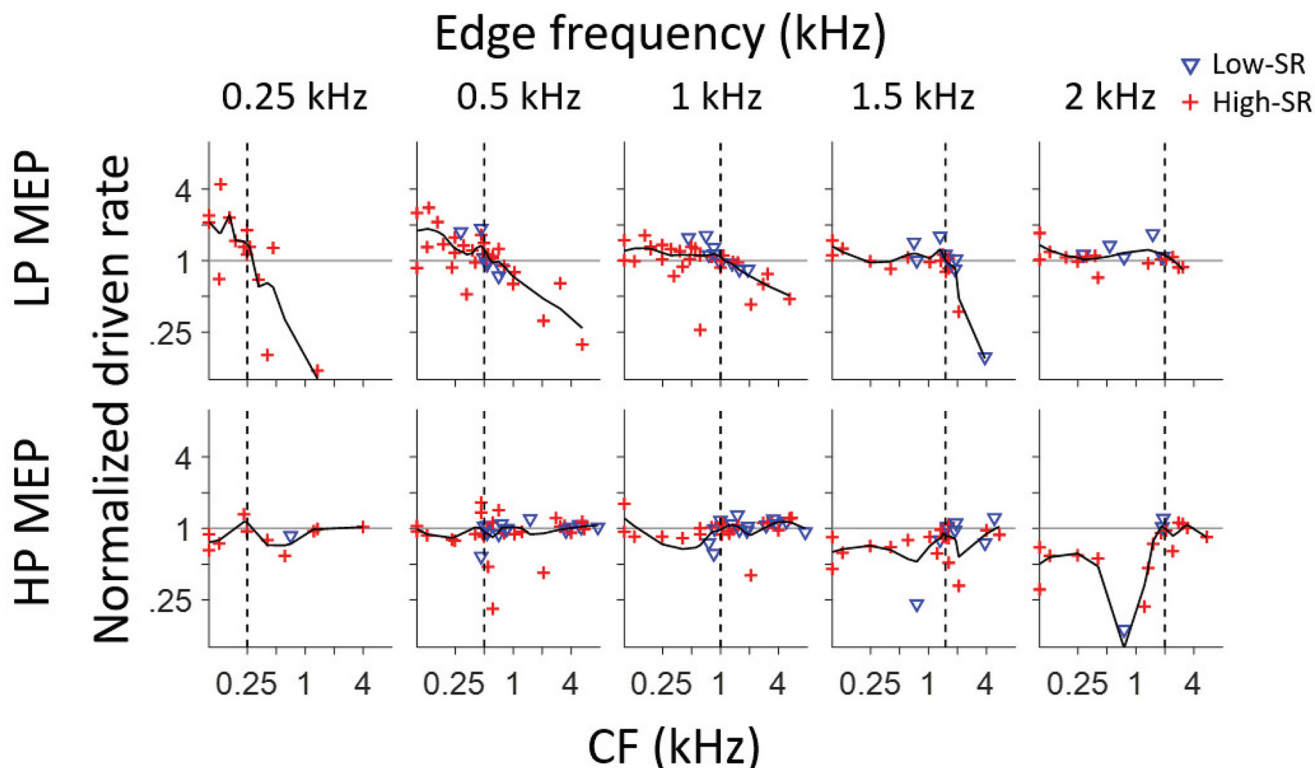 Edge frequency (kHz)
Low-SR
High-SR
0.25 kHz 0.5 kHz 1 kHz 1.5 kHz 2 kHz
LP MEP
HP MEP
Normalized driven rate
4
1
.25
4
1
.25
0.25 1 4 0.25 1 4 0.25 1 4 0.25 1 4 0.25 1 4
CF (kHz)